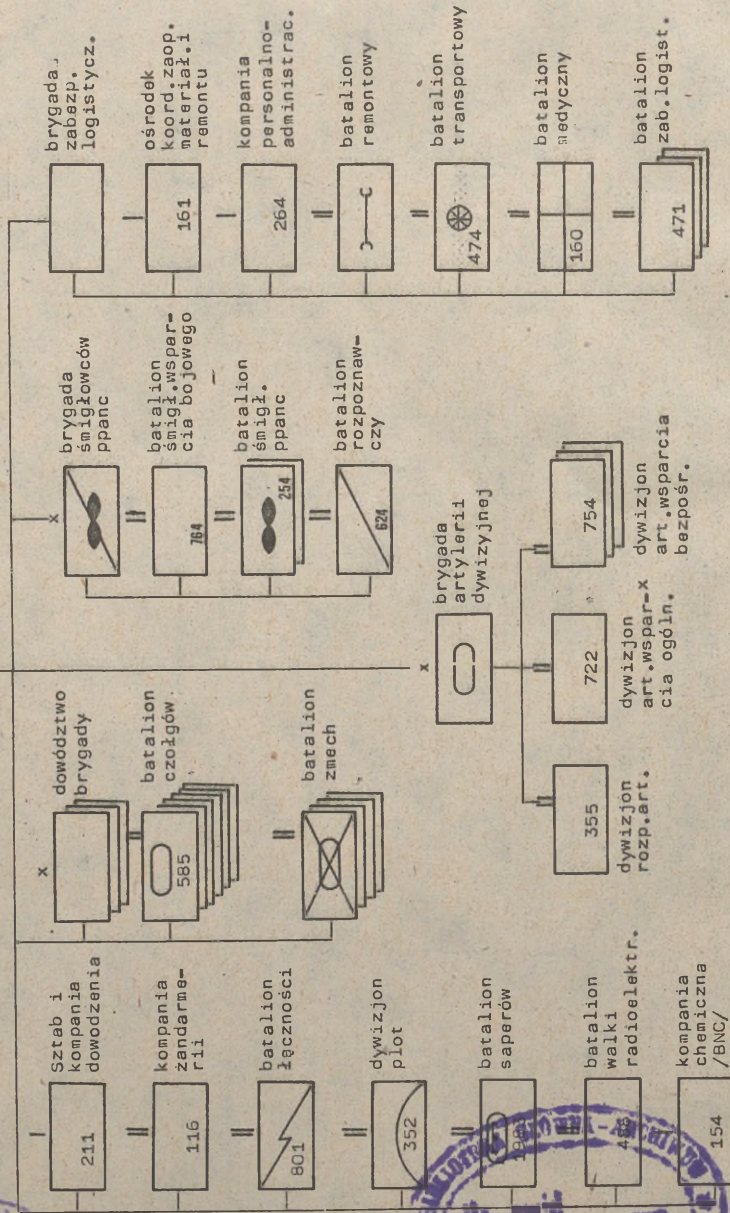 211
Sztab i
kompania
dowodzenia
116
kompania
żandarme-
rii
801
batalion
łączności
352
dywizjon
plot
batalion
saperów
batalion
walki
radioelektr.
154
kompania
chemiczna
/BNC/
x
dowództwo
brygady
585
batalion
czołgów
batalion
zmech
x
brygada
śmigłowców
ppanc
764
batalion
śmigł.wspar-
cia bojowego
254
batalion
śmigł.
ppanc
624
batalion
rozpoznaw-
czy
x
brygada
artylerii
dywizyjnej
355
dywizjon
rozp.art.
722
dywizjon
art.wspar-x
cia ogóln.
754
dywizjon
art.wsparcia
bezpośr.
brygada
zabezp.
logistycz.
161
ośrodek
koord.zaop.
materiał.i
remontu
264
kompania
personalno-
administrac.
batalion
remontowy
474
batalion
transportowy
160
batalion
medyczny
471
batalion
zab.logist.